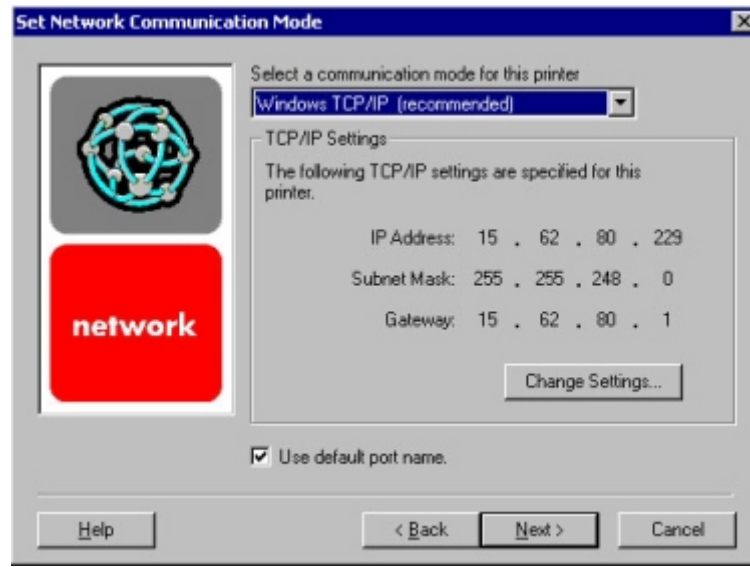 Set Network Communication Mode
Select a communication mode for this printer
Windows TCP/IP (recommended)
TCP/IP Settings
The following TCP/IP settings are specified for this
printer.
IP Address: 15 . 62 . 80 . 229
Subnet Mask: 255 . 255 . 248 . 0
Gateway: 15 . 62 . 80 . 1
network
Change Settings...
Use default port name.
Help
< Back
Next >
Cancel